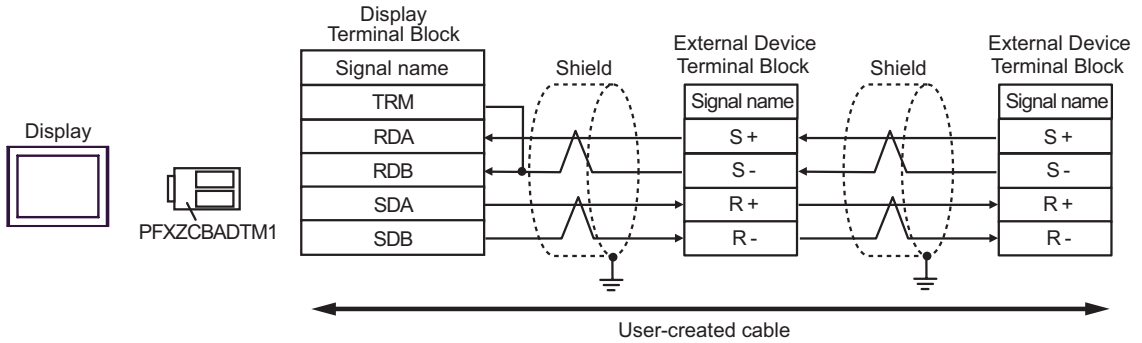 Display
Terminal Block
Signal name
TRM
RDA
RDB
SDA
SDB
Shield
External Device
Terminal Block
Signal name
S +
S -
R +
R -
Shield
External Device
Terminal Block
Signal name
S +
S -
R +
R -
Display
PFXZCBADTM1
User-created cable